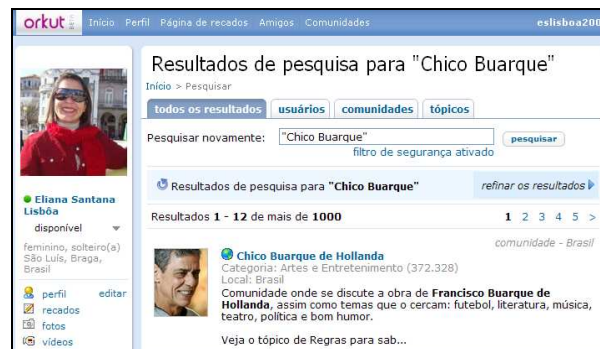 orkut Início Perfil Página de recados Amigos Comunidades eslisboa200
Resultados de pesquisa para "Chico Buarque"
Início > Pesquisar
todos os resultados usuários comunidades tópicos
Pesquisar novamente: "Chico Buarque" pesquisar
filtro de segurança ativado
Resultados de pesquisa para "Chico Buarque" refinar os resultados
Resultados 1 - 12 de mais de 1000 1 2 3 4 5 >
Eliana Santana
Lisbôa
disponível
feminino, solteiro(a)
São Luís, Braga,
Brasil
perfil editar
recados
fotos
vídeos
comunidade - Brasil
Chico Buarque de Hollanda
Categoria: Artes e Entretenimento (372.328)
Local: Brasil
Comunidade onde se discute a obra de Francisco Buarque de
Hollanda, assim como temas que o cercam: futebol, literatura, música,
teatro, política e bom humor.
Veja o tópico de Regras para sab...